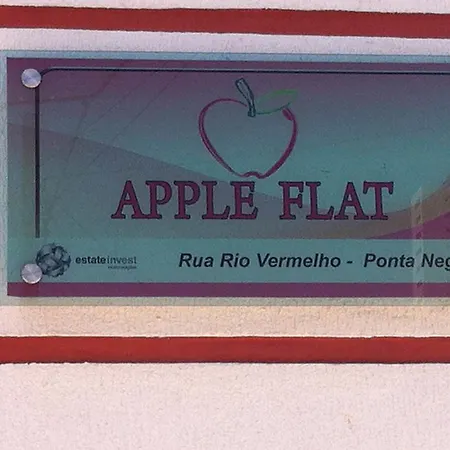 APPLE FLAT
estateinvest
Rua Rio Vermelho - Ponta Neg